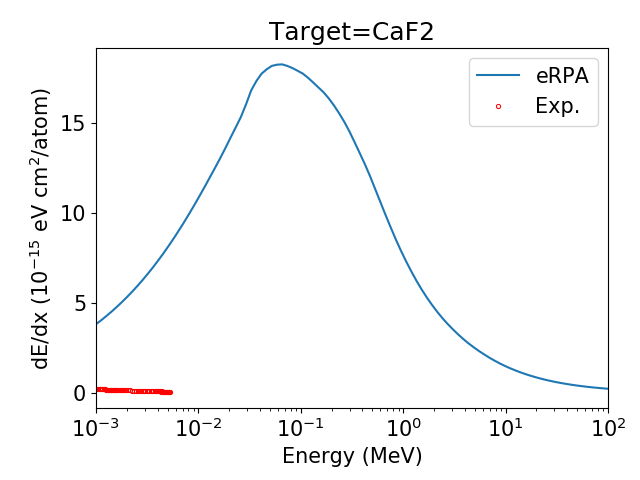 Target=CaF2
eRPA
Exp.
dE/dx (10⁻¹⁵ eV cm²/atom)
15
10
5
0
10⁻³ 10⁻² 10⁻¹ 10⁰ 10¹ 10²
Energy (MeV)